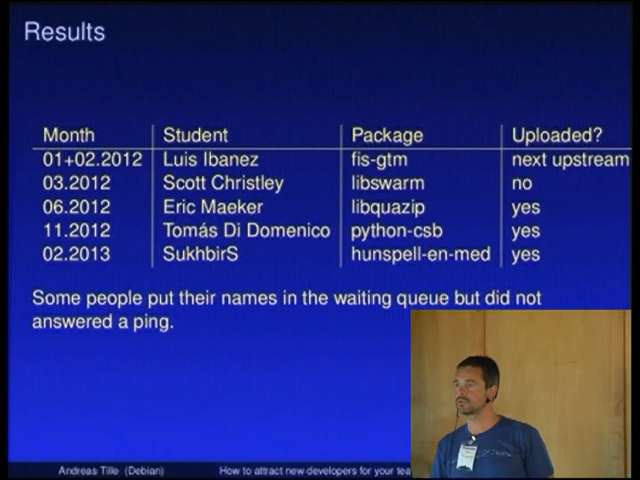 Results
Month Student Package Uploaded?
01+02.2012 Luis Ibanez fis-gtm next upstream
03.2012 Scott Christley libswarm no
06.2012 Eric Maeker libquazip yes
11.2012 Tomás Di Domenico python-csb yes
02.2013 SukhbirS hunspell-en-med yes
Some people put their names in the waiting queue but did not
answered a ping.
Andreas Tille (Debian) How to attract new developers for your tea